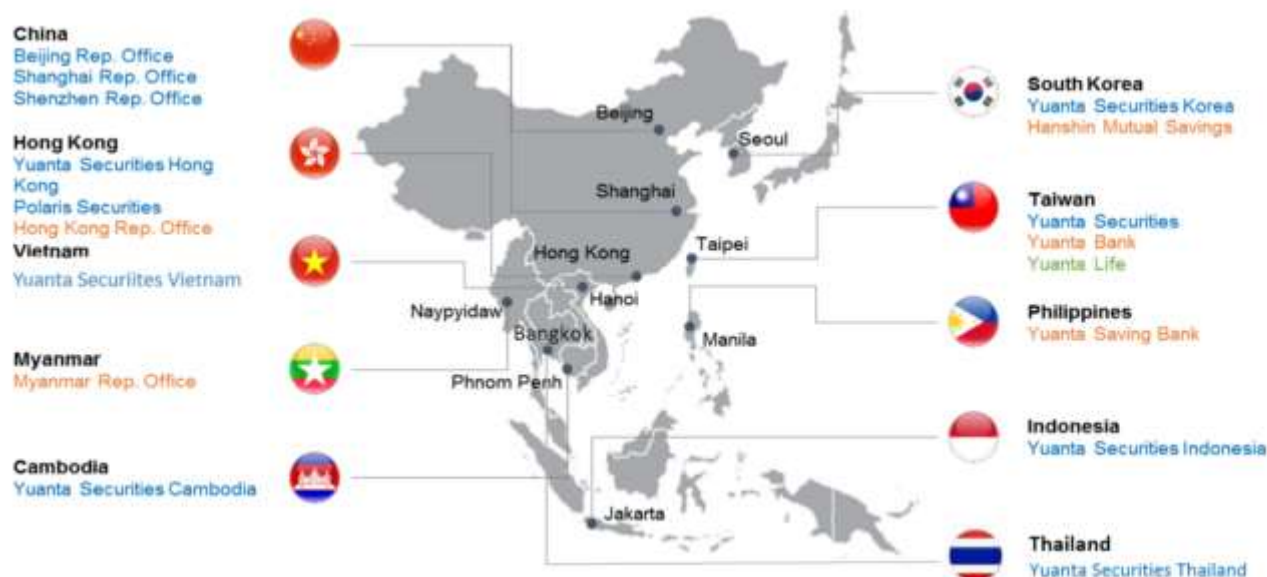 China
Beijing Rep. Office
Shanghai Rep. Office
Shenzhen Rep. Office
Hong Kong
Yuanta Securities Hong
Kong
Polaris Securities
Hong Kong Rep. Office
Vietnam
Yuanta Securiites Vietnam
Myanmar
Myanmar Rep. Office
Cambodia
Yuanta Securities Cambodia
Beijing
Seoul
Shanghai
Hong Kong
Taipei
Hanoi
Naypyidaw
Bangkok
Manila
Phnom Penh
Jakarta
South Korea
Yuanta Securities Korea
Hanshin Mutual Savings
Taiwan
Yuanta Securities
Yuanta Bank
Yuanta Life
Philippines
Yuanta Saving Bank
Indonesia
Yuanta Securities Indonesia
Thailand
Yuanta Securities Thailand